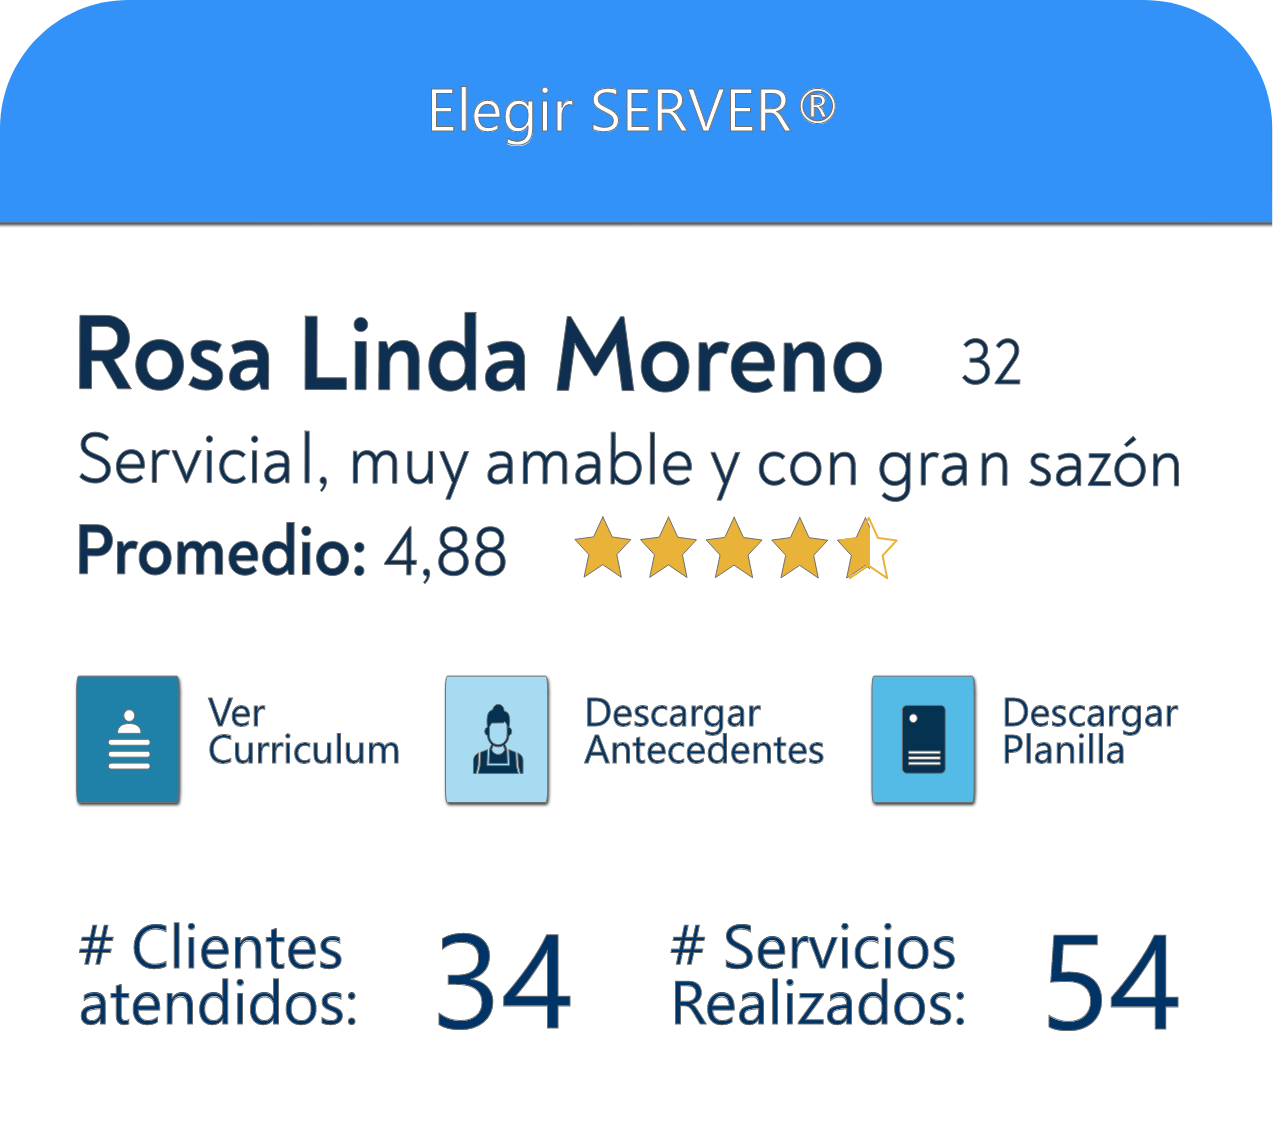 Elegir SERVER®
Rosa Linda Moreno 32
Servicial, muy amable y con gran sazón
Promedio: 4,88
Ver
Curriculum
Descargar
Antecedentes
Descargar
Planilla
# Clientes
atendidos:
34
# Servicios
Realizados:
54